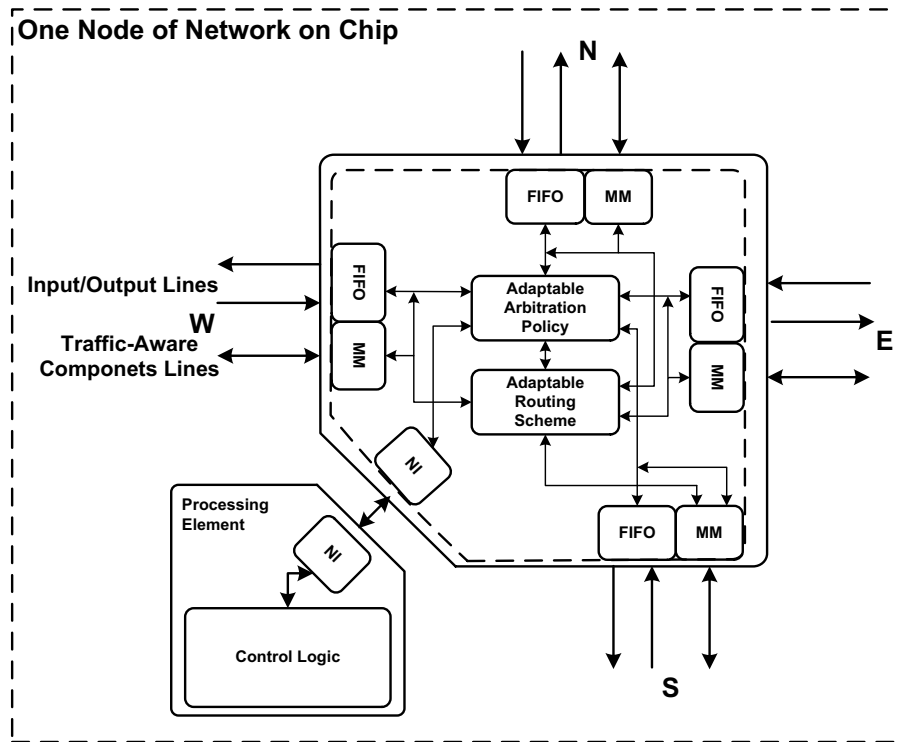 One Node of Network on Chip
N
FIFO
MM
Input/Output Lines
W
Traffic-Aware
Componets Lines
FIFO
MM
Adaptable
Arbitration
Policy
Adaptable
Routing
Scheme
FIFO
MM
E
NI
Processing
Element
NI
Control Logic
FIFO
MM
S